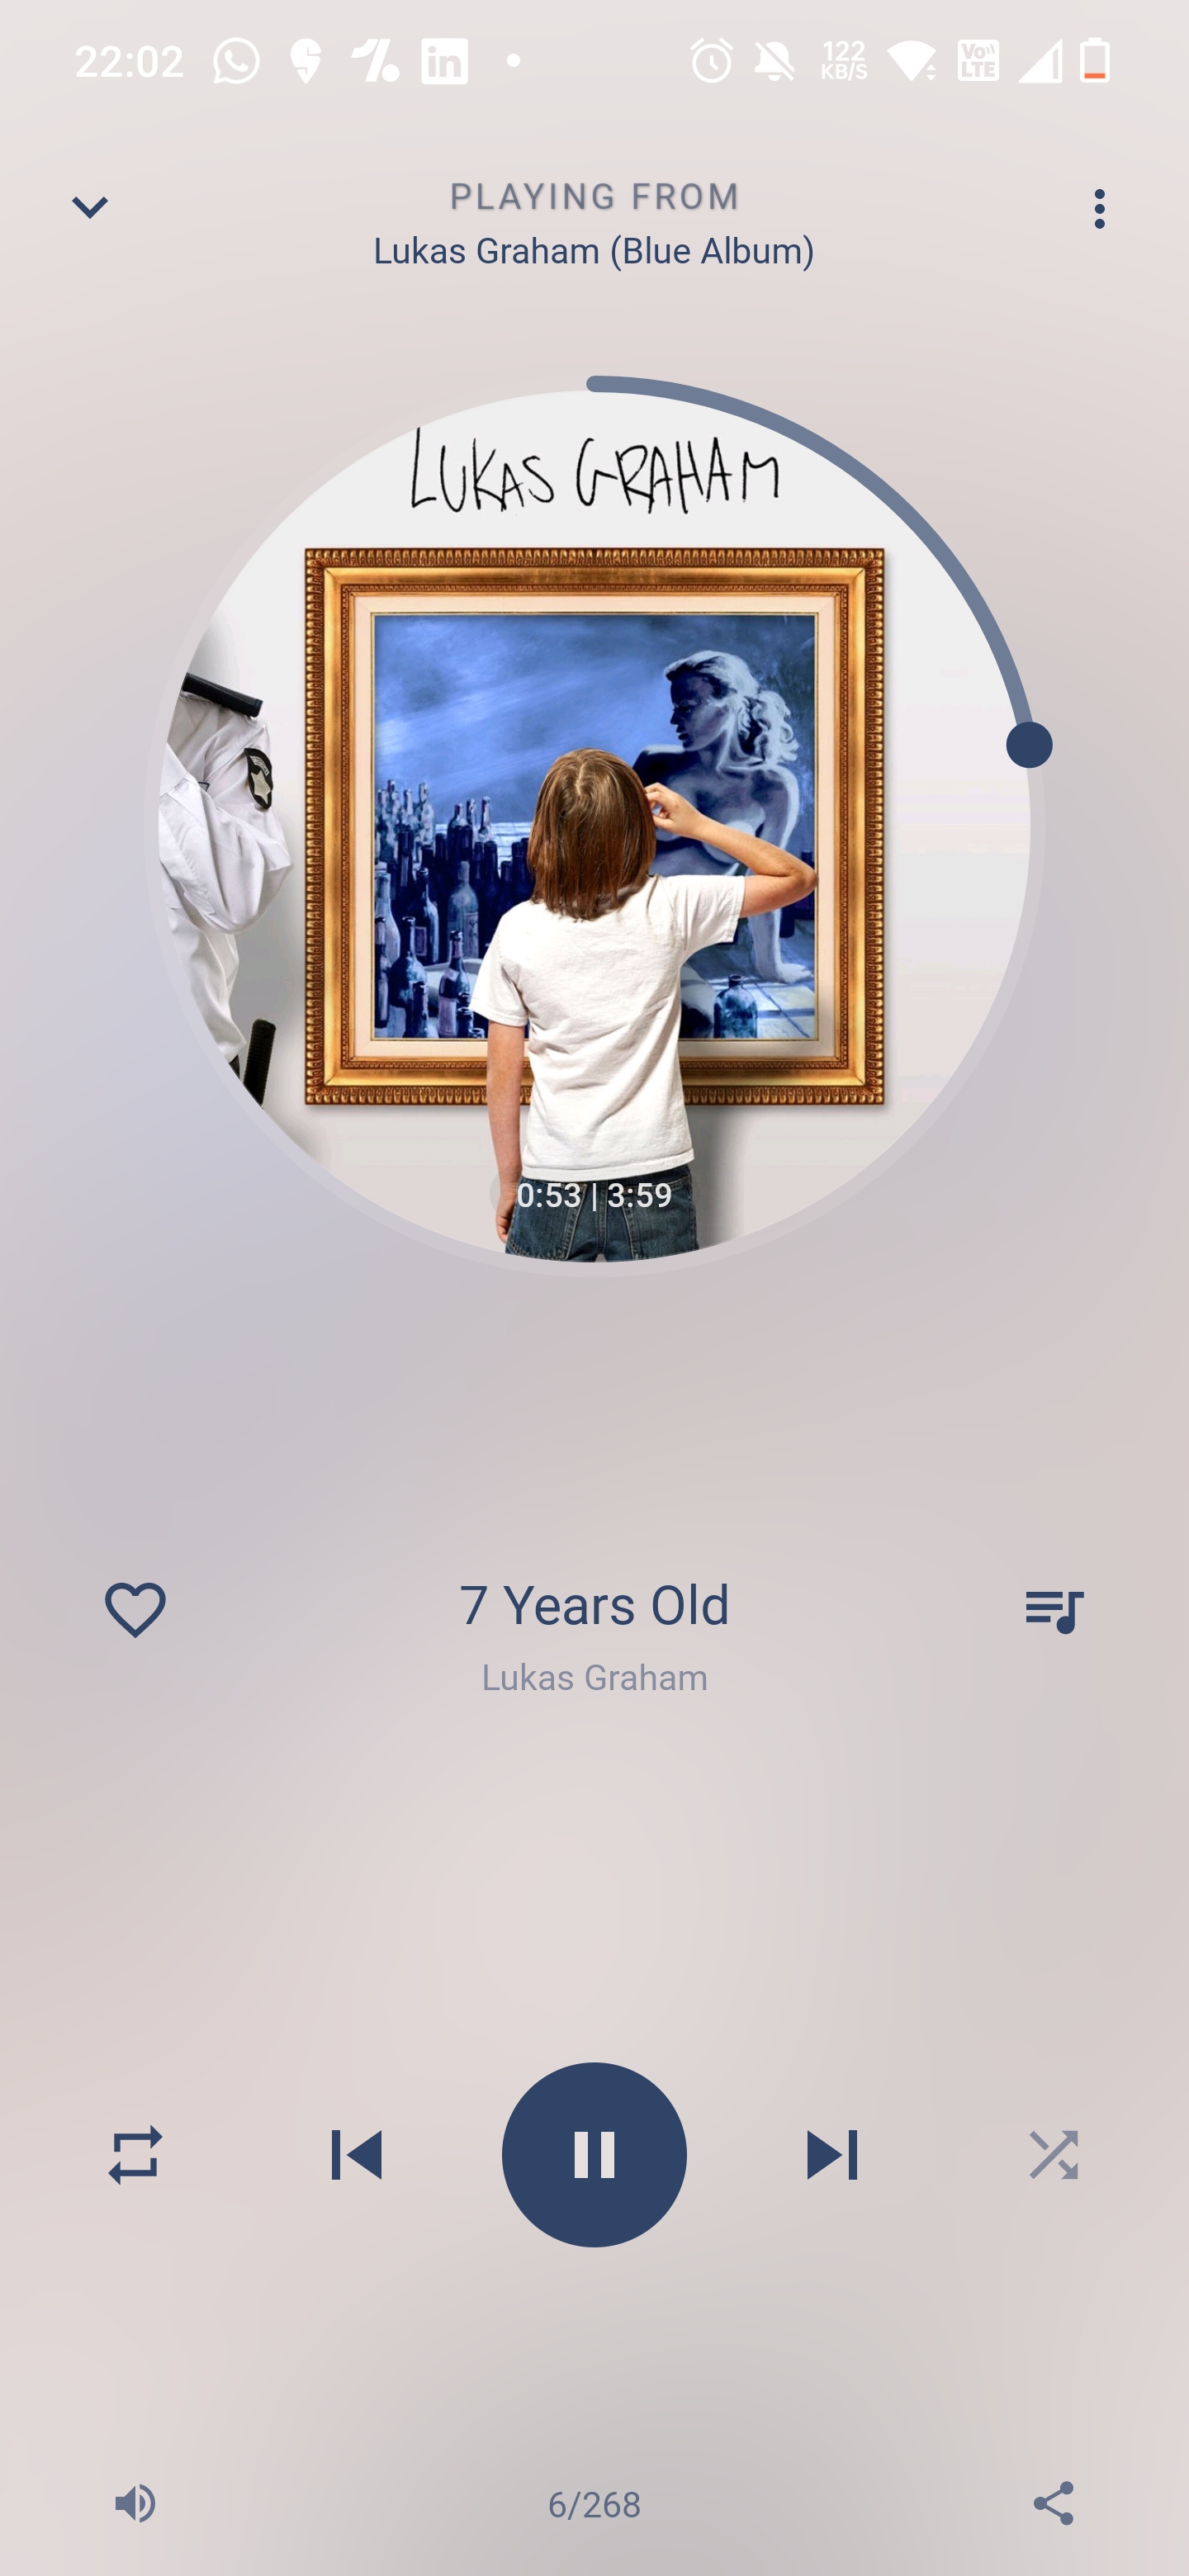 22:02
122
KB/S
Vo
LTE
PLAYING FROM
Lukas Graham (Blue Album)
LUKAS GRAHAM
0:53 | 3:59
7 Years Old
Lukas Graham
6/268